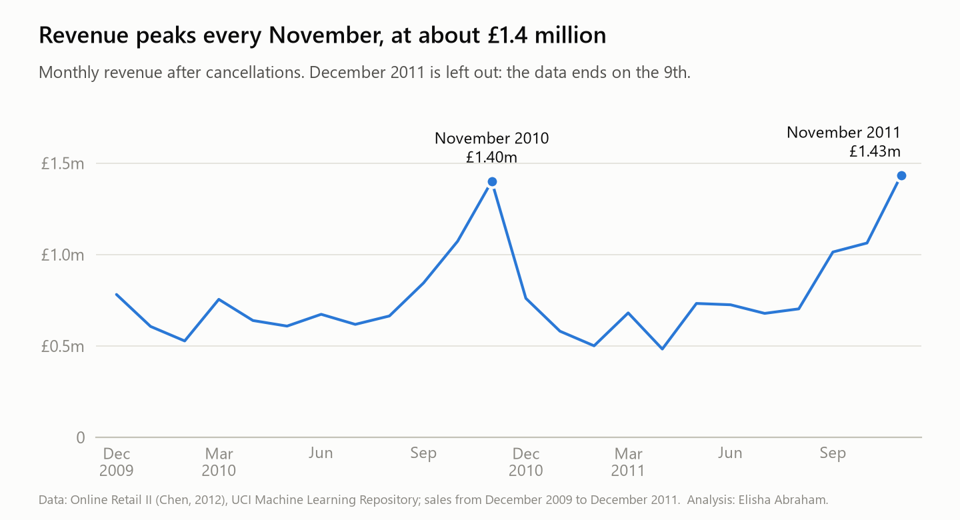 Revenue peaks every November, at about £1.4 million
Monthly revenue after cancellations. December 2011 is left out: the data ends on the 9th.
November 2010
£1.40m
November 2011
£1.43m
£1.5m
£1.0m
£0.5m
0
Dec
2009
Mar
2010
Jun
Sep
Dec
2010
Mar
2011
Jun
Sep
Data: Online Retail II (Chen, 2012), UCI Machine Learning Repository; sales from December 2009 to December 2011. Analysis: Elisha Abraham.